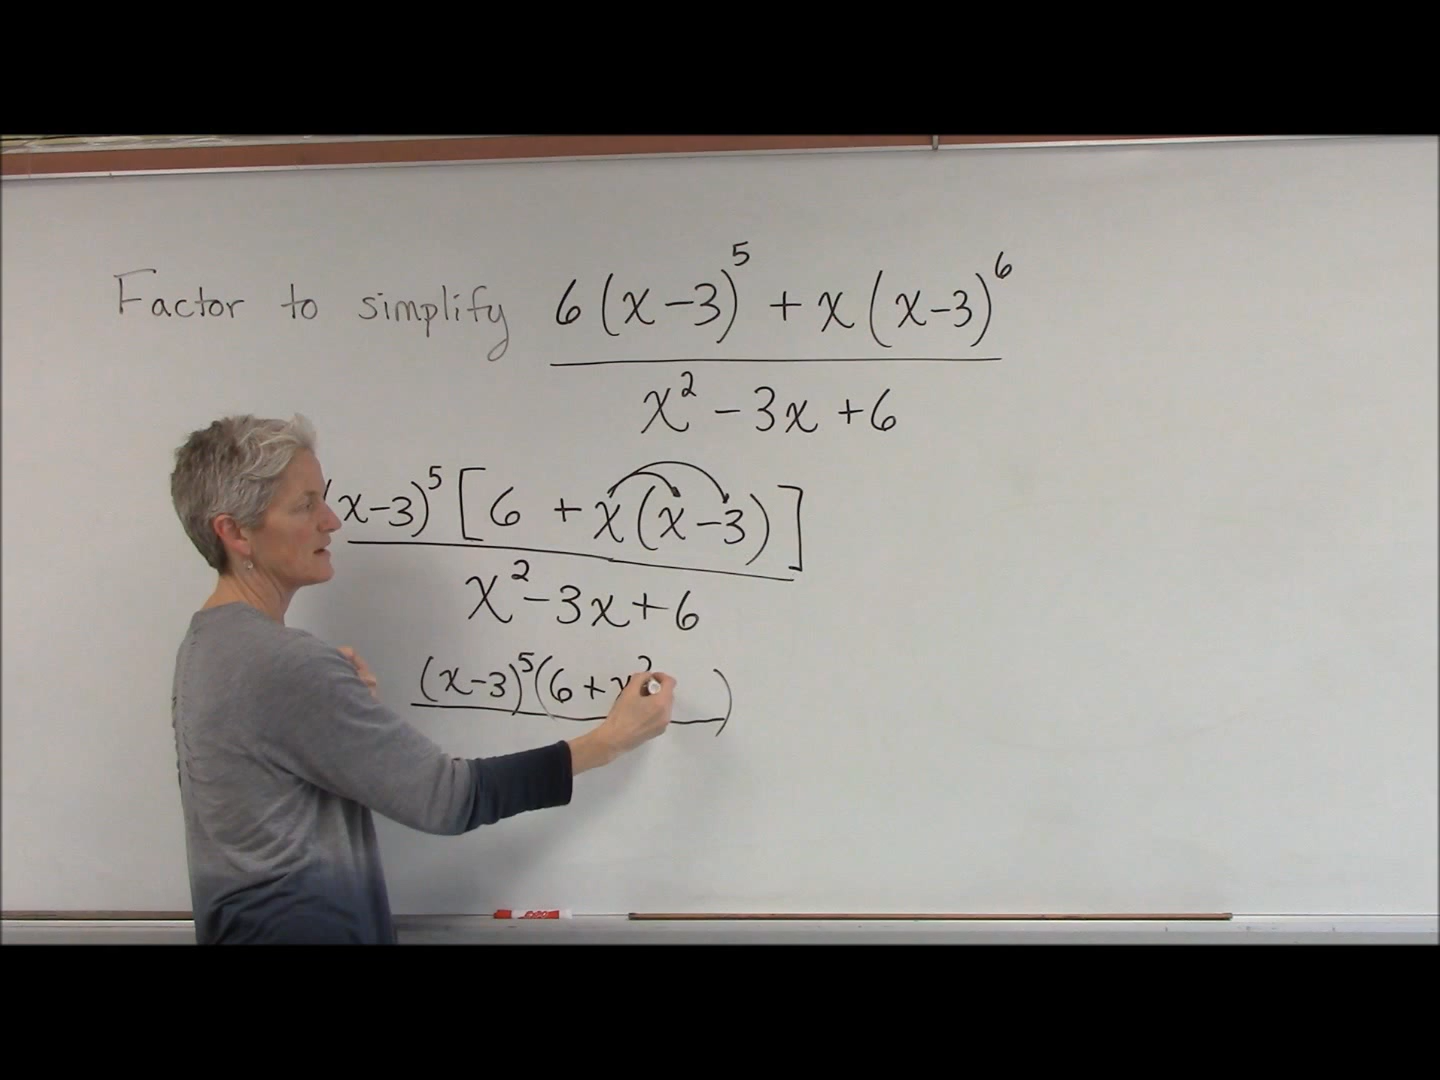 Factor to simplify 6(x-3)^5 + x(x-3)^6
x^2 - 3x + 6
(x-3)^5 [6 + x(x-3)]
x^2 - 3x + 6
(x-3)^5 (6 + x^2 )